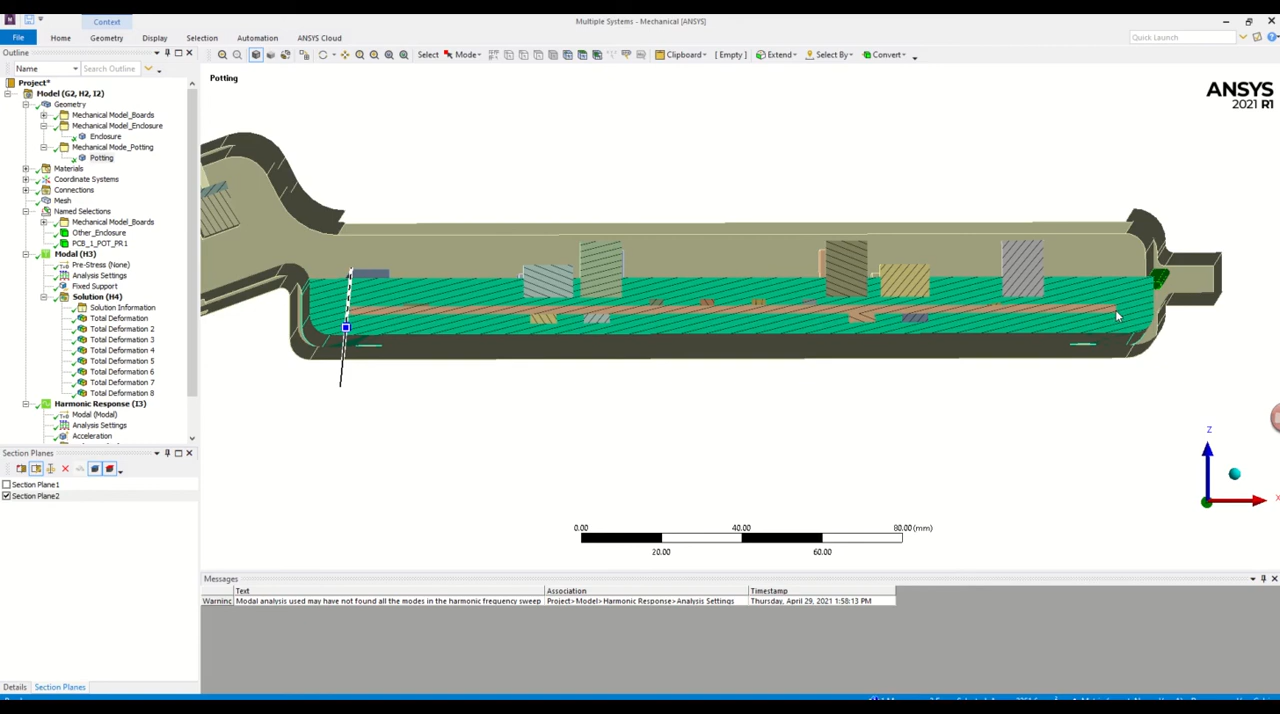 Context
Multiple Systems - Mechanical [ANSYS]
File Home Geometry Display Selection Automation ANSYS Cloud
Quick Launch
Outline
Name Search Outline
Select Mode Clipboard [ Empty ] Extend Select By Convert
Project*
Model (G2, H2, I2)
Geometry
Mechanical Model_Boards
Mechanical Model_Enclosure
Enclosure
Mechanical Mode_Potting
Potting
Materials
Coordinate Systems
Connections
Mesh
Named Selections
Mechanical Model_Boards
Other_Enclosure
PCB_1_POT_PR1
Modal (H3)
Pre-Stress (None)
Analysis Settings
Fixed Support
Solution (H4)
Solution Information
Total Deformation
Total Deformation 2
Total Deformation 3
Total Deformation 4
Total Deformation 5
Total Deformation 6
Total Deformation 7
Total Deformation 8
Harmonic Response (I3)
Modal (Modal)
Analysis Settings
Acceleration
Potting
ANSYS
2021 R1
Z
X
0.00 40.00 80.00 (mm)
20.00 60.00
Section Planes
Section Plane1
Section Plane2
Details Section Planes
Messages
Text Association Timestamp
Warning Modal analysis used may have not found all the modes in the harmonic frequency sweep Project>Model>Harmonic Response>Analysis Settings Thursday, April 29, 2021 1:58:13 PM